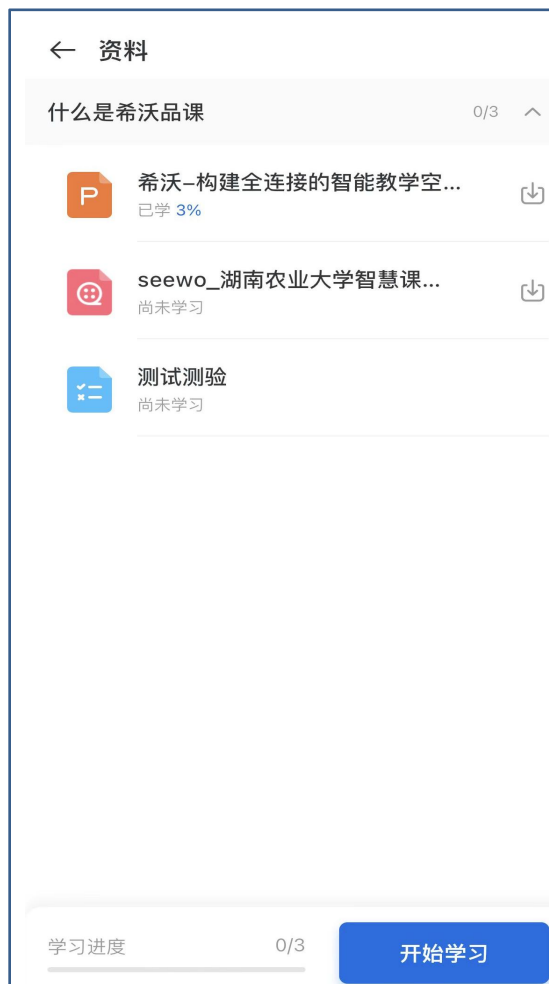 资料
什么是希沃品课 0/3
P 希沃-构建全连接的智能教学空...
已学 3%
seewo_湖南农业大学智慧课...
尚未学习
测试测验
尚未学习
学习进度 0/3 开始学习